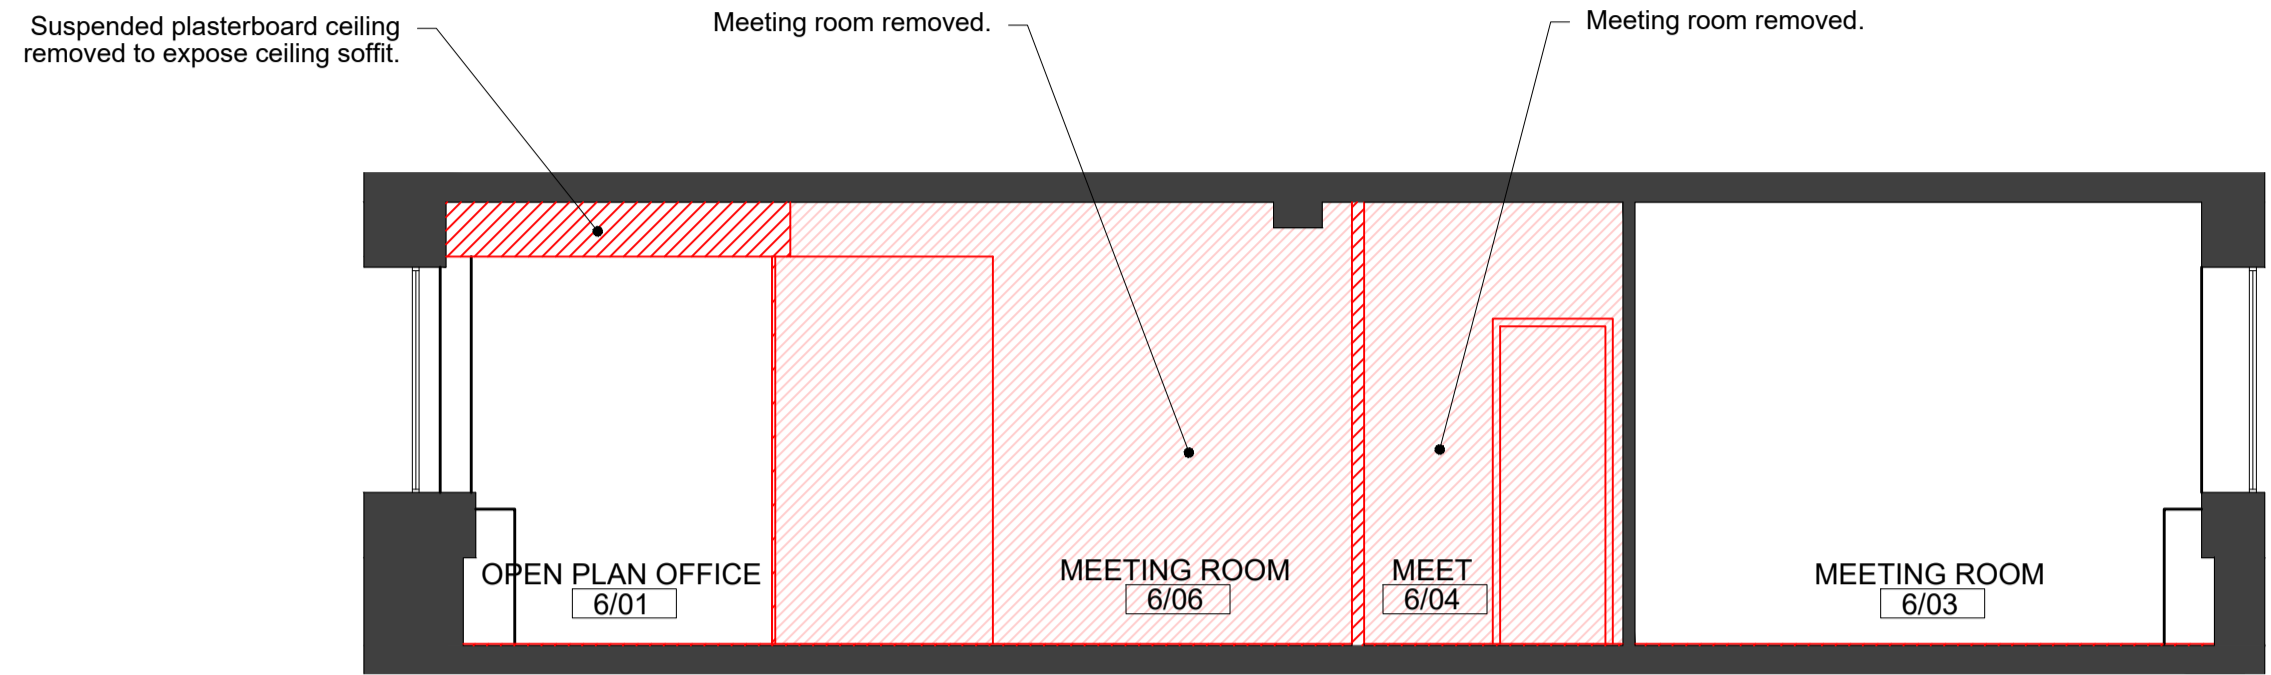 Suspended plasterboard ceiling
removed to expose ceiling soffit.
Meeting room removed.
Meeting room removed.
OPEN PLAN OFFICE
6/01
MEETING ROOM
6/06
MEET
6/04
MEETING ROOM
6/03